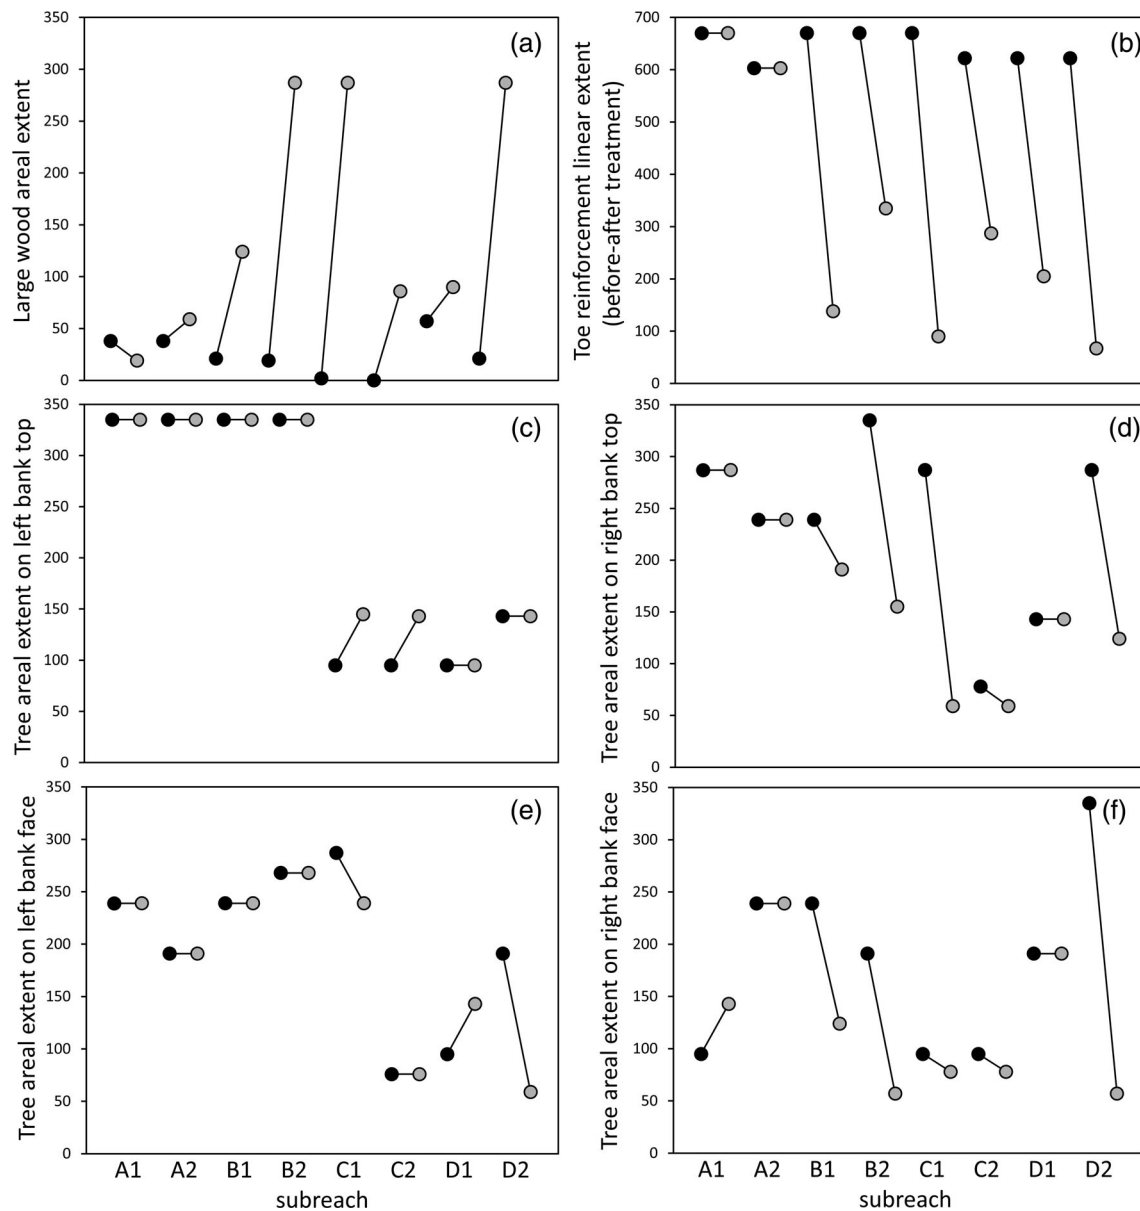 (a)
Large wood areal extent
350
300
250
200
150
100
50
0
(b)
Toe reinforcement linear extent
(before-after treatment)
700
600
500
400
300
200
100
0
(c)
Tree areal extent on left bank top
350
300
250
200
150
100
50
0
(d)
Tree areal extent on right bank top
350
300
250
200
150
100
50
0
(e)
Tree areal extent on left bank face
350
300
250
200
150
100
50
0
A1 A2 B1 B2 C1 C2 D1 D2
subreach
(f)
Tree areal extent on right bank face
350
300
250
200
150
100
50
0
A1 A2 B1 B2 C1 C2 D1 D2
subreach